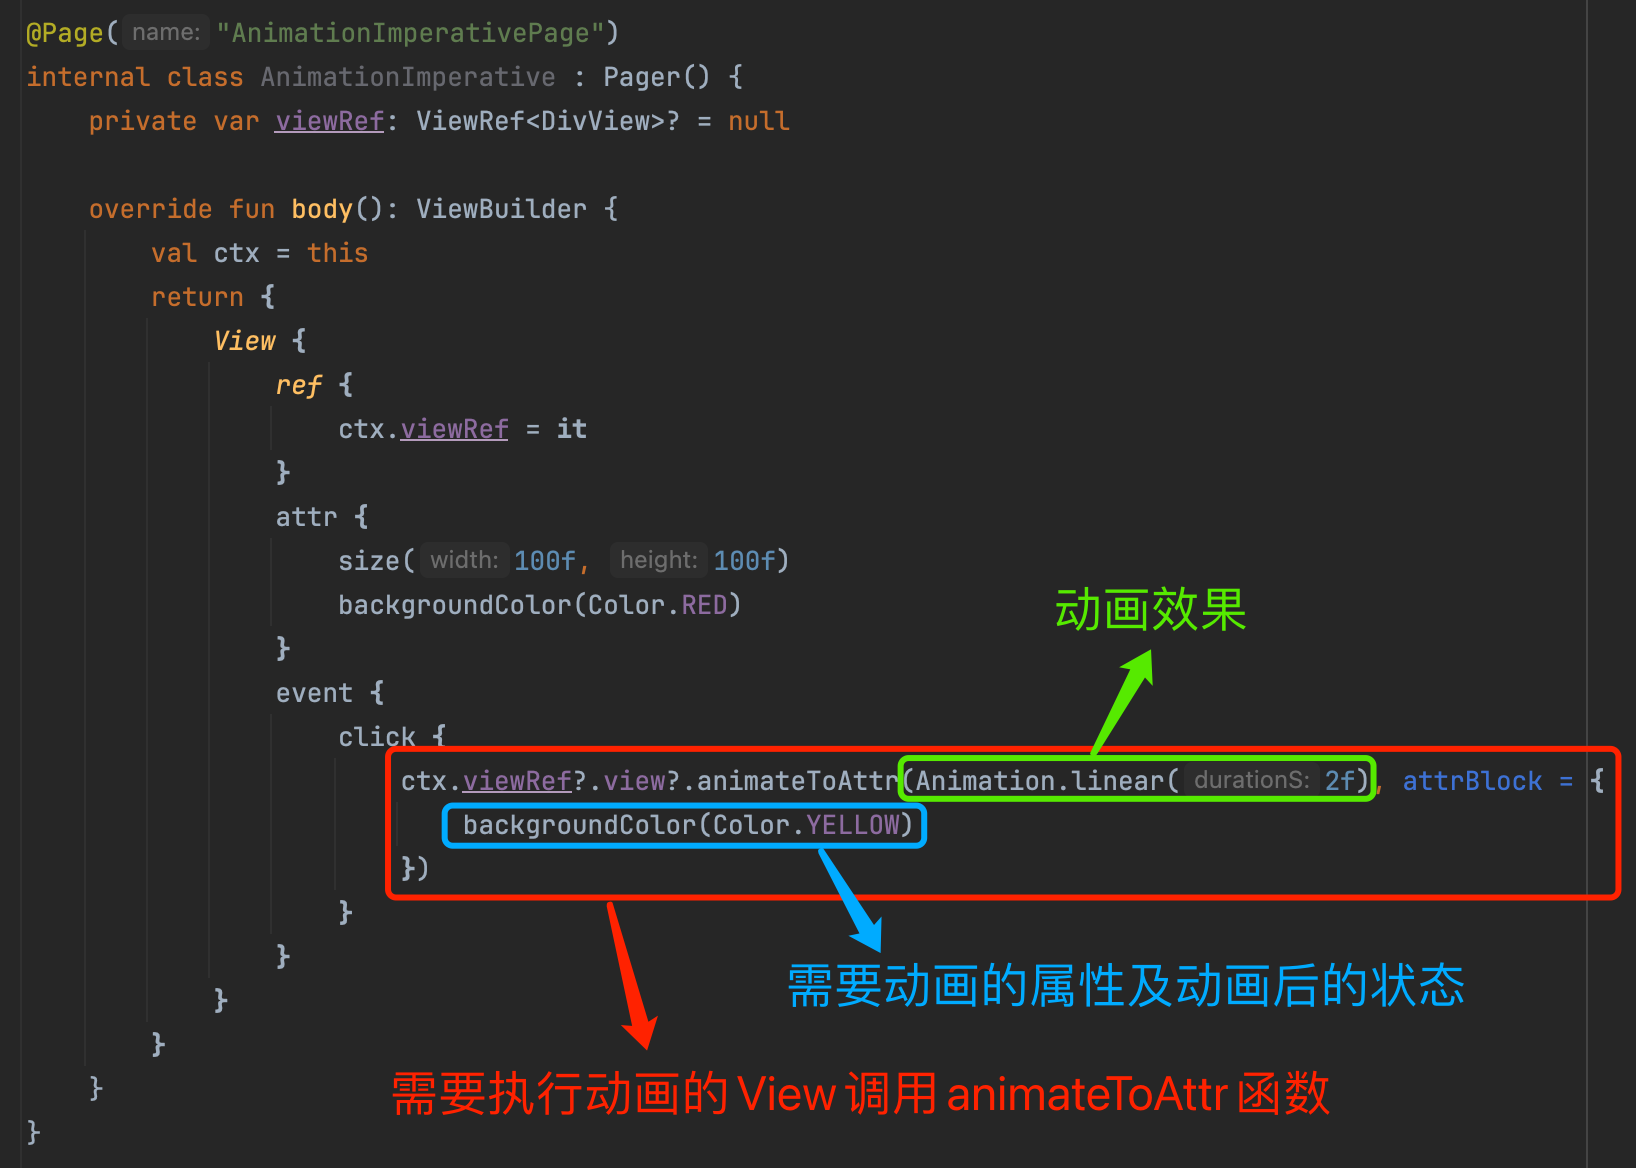 @Page( name: "AnimationImperativePage")
internal class AnimationImperative : Pager() {
    private var viewRef: ViewRef<DivView>? = null

    override fun body(): ViewBuilder {
        val ctx = this
        return {
            View {
                ref {
                    ctx.viewRef = it
                }
                attr {
                    size( width: 100f, height: 100f)
                    backgroundColor(Color.RED)
动画效果
                }
                event {
                    click {
                        ctx.viewRef?.view?.animateToAttr(Animation.linear( durationS: 2f), attrBlock = {
                            backgroundColor(Color.YELLOW)
                        })
                    }
                }
需要动画的属性及动画后的状态
            }
        }
    }
需要执行动画的 View 调用 animateToAttr 函数
}